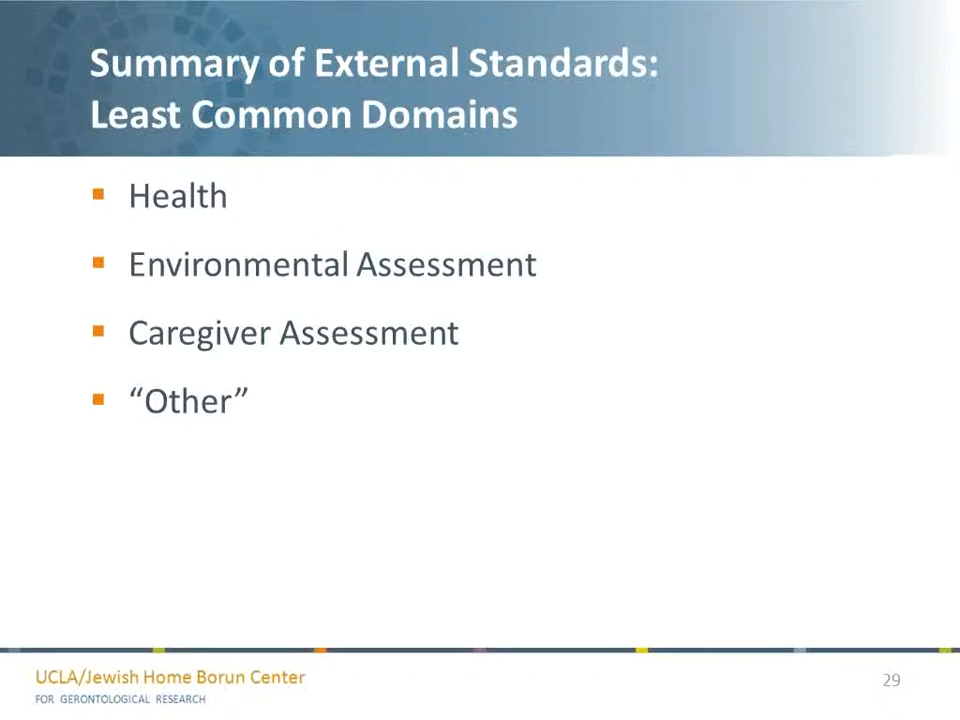 Summary of External Standards:
Least Common Domains
Health
Environmental Assessment
Caregiver Assessment
“Other”
UCLA/Jewish Home Borun Center
FOR GERONTOLOGICAL RESEARCH
29